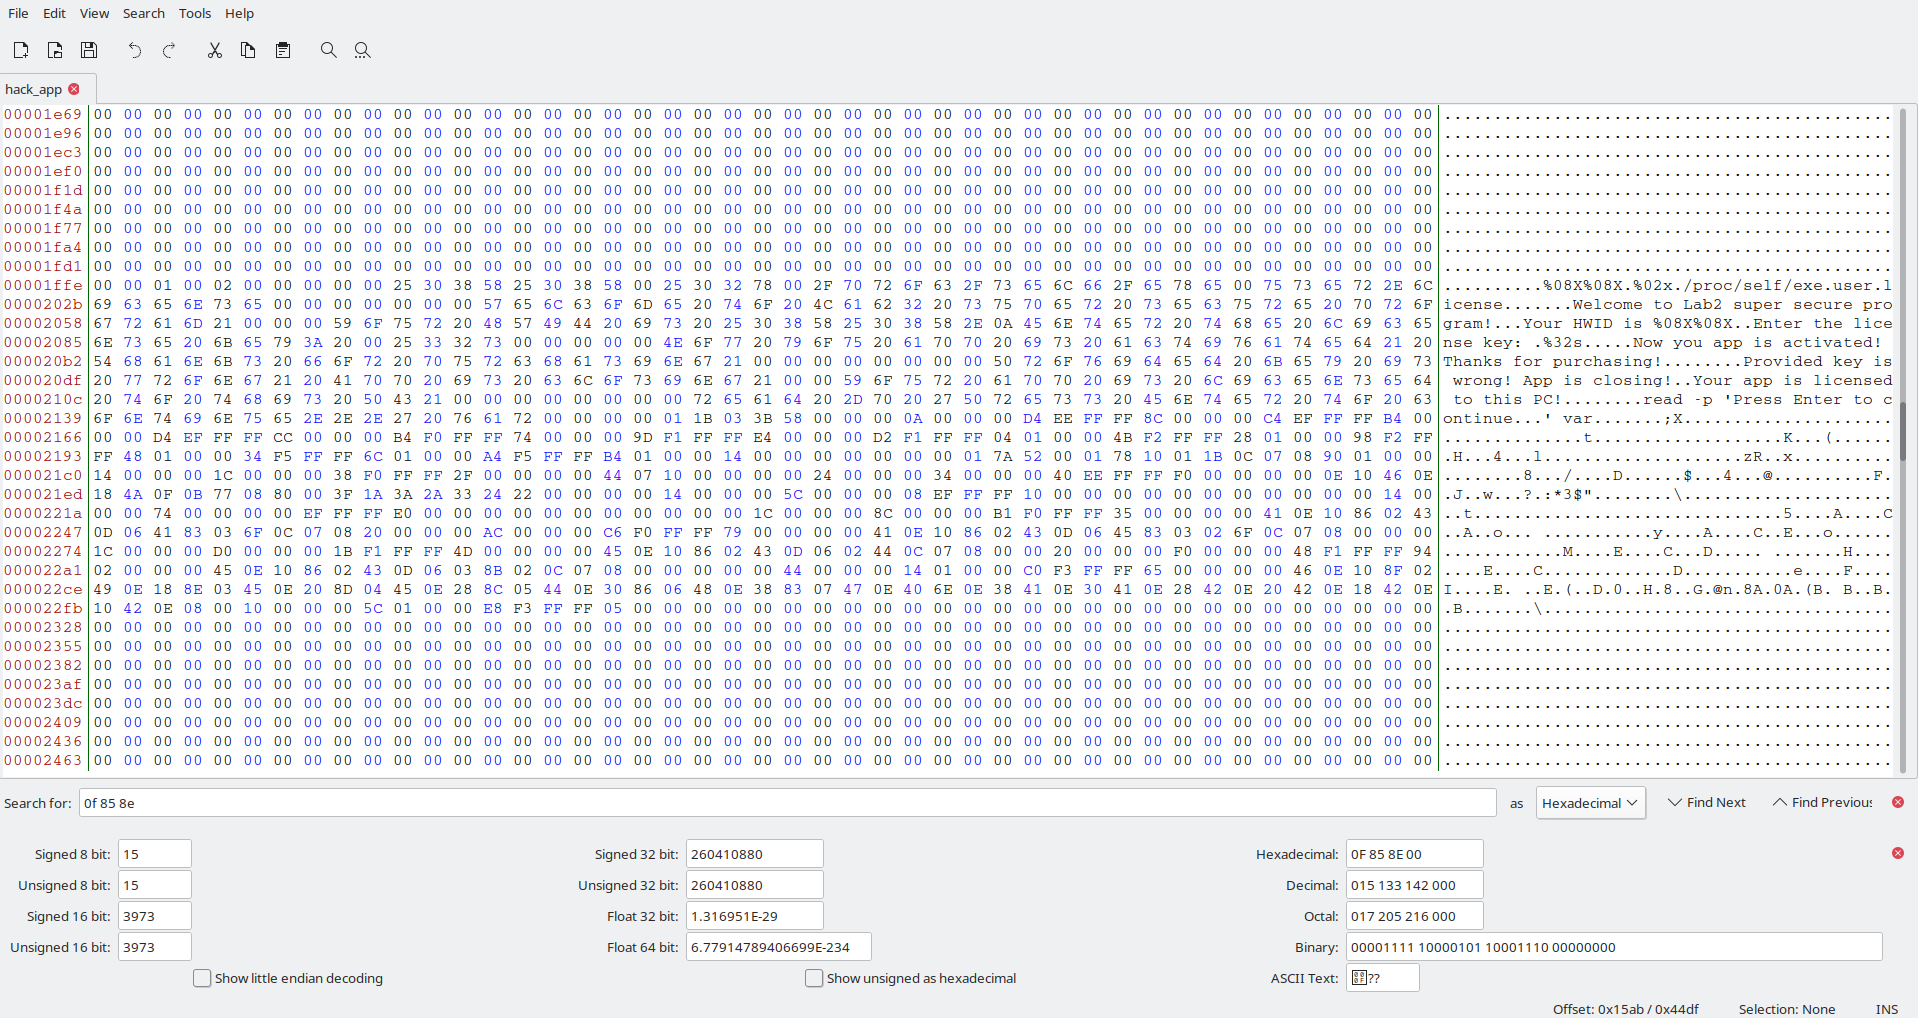 File Edit View Search Tools Help
hack_app
00001e69 00 00 00 00 00 00 00 00 00 00 00 00 00 00 00 00 00 00 00 00 00 00 00 00 00 00 00 00 00 00 00 00 00 00 00 00 00 00 00 00 00 00 00 00 00 .............................................
00001e96 00 00 00 00 00 00 00 00 00 00 00 00 00 00 00 00 00 00 00 00 00 00 00 00 00 00 00 00 00 00 00 00 00 00 00 00 00 00 00 00 00 00 00 00 00 .............................................
00001ec3 00 00 00 00 00 00 00 00 00 00 00 00 00 00 00 00 00 00 00 00 00 00 00 00 00 00 00 00 00 00 00 00 00 00 00 00 00 00 00 00 00 00 00 00 00 .............................................
00001ef0 00 00 00 00 00 00 00 00 00 00 00 00 00 00 00 00 00 00 00 00 00 00 00 00 00 00 00 00 00 00 00 00 00 00 00 00 00 00 00 00 00 00 00 00 00 .............................................
00001f1d 00 00 00 00 00 00 00 00 00 00 00 00 00 00 00 00 00 00 00 00 00 00 00 00 00 00 00 00 00 00 00 00 00 00 00 00 00 00 00 00 00 00 00 00 00 .............................................
00001f4a 00 00 00 00 00 00 00 00 00 00 00 00 00 00 00 00 00 00 00 00 00 00 00 00 00 00 00 00 00 00 00 00 00 00 00 00 00 00 00 00 00 00 00 00 00 .............................................
00001f77 00 00 00 00 00 00 00 00 00 00 00 00 00 00 00 00 00 00 00 00 00 00 00 00 00 00 00 00 00 00 00 00 00 00 00 00 00 00 00 00 00 00 00 00 00 .............................................
00001fa4 00 00 00 00 00 00 00 00 00 00 00 00 00 00 00 00 00 00 00 00 00 00 00 00 00 00 00 00 00 00 00 00 00 00 00 00 00 00 00 00 00 00 00 00 00 .............................................
00001fd1 00 00 00 00 00 00 00 00 00 00 00 00 00 00 00 00 00 00 00 00 00 00 00 00 00 00 00 00 00 00 00 00 00 00 00 00 00 00 00 00 00 00 00 00 00 .............................................
00001ffe 00 00 01 00 02 00 00 00 00 00 25 30 38 58 25 30 38 58 00 25 30 32 78 00 2F 70 72 6F 63 2F 73 65 6C 66 2F 65 78 65 00 75 73 65 72 2E 6C ..........%08X%08X.%02x./proc/self/exe.user.l
0000202b 69 63 65 6E 73 65 00 00 00 00 00 00 00 57 65 6C 63 6F 6D 65 20 74 6F 20 4C 61 62 32 20 73 75 70 65 72 20 73 65 63 75 72 65 20 70 72 6F icense.......Welcome to Lab2 super secure pro
00002058 67 72 61 6D 21 00 00 00 59 6F 75 72 20 48 57 49 44 20 69 73 20 25 30 38 58 25 30 38 58 2E 0A 45 6E 74 65 72 20 74 68 65 20 6C 69 63 65 gram!...Your HWID is %08X%08X..Enter the lice
00002085 6E 73 65 20 6B 65 79 3A 20 00 25 33 32 73 00 00 00 00 00 4E 6F 77 20 79 6F 75 20 61 70 70 20 69 73 20 61 63 74 69 76 61 74 65 64 21 20 nse key: .%32s.....Now you app is activated!
000020b2 54 68 61 6E 6B 73 20 66 6F 72 20 70 75 72 63 68 61 73 69 6E 67 21 00 00 00 00 00 00 00 00 50 72 6F 76 69 64 65 64 20 6B 65 79 20 69 73 Thanks for purchasing!........Provided key is
000020df 20 77 72 6F 6E 67 21 20 41 70 70 20 69 73 20 63 6C 6F 73 69 6E 67 21 00 00 59 6F 75 72 20 61 70 70 20 69 73 20 6C 69 63 65 6E 73 65 64  wrong! App is closing!..Your app is licensed
0000210c 20 74 6F 20 74 68 69 73 20 50 43 21 00 00 00 00 00 00 00 00 72 65 61 64 20 2D 70 20 27 50 72 65 73 73 20 45 6E 74 65 72 20 74 6F 20 63  to this PC!........read -p 'Press Enter to c
00002139 6F 6E 74 69 6E 75 65 2E 2E 2E 27 20 76 61 72 00 00 00 00 01 1B 03 3B 58 00 00 00 0A 00 00 00 D4 EE FF FF 8C 00 00 00 C4 EF FF FF B4 00 ontinue...' var.......;X.....................
00002166 00 00 D4 EF FF FF CC 00 00 00 B4 F0 FF FF 74 00 00 00 9D F1 FF FF E4 00 00 00 D2 F1 FF FF 04 01 00 00 4B F2 FF FF 28 01 00 00 98 F2 FF ..............t...................K...(......
00002193 FF 48 01 00 00 34 F5 FF FF 6C 01 00 00 A4 F5 FF FF B4 01 00 00 14 00 00 00 00 00 00 00 01 7A 52 00 01 78 10 01 1B 0C 07 08 90 01 00 00 .H...4...l....................zR..x..........
000021c0 14 00 00 00 1C 00 00 00 38 F0 FF FF 2F 00 00 00 00 44 07 10 00 00 00 00 24 00 00 00 34 00 00 00 40 EE FF FF F0 00 00 00 00 0E 10 46 0E ........8.../....D......$...4...@..........F.
000021ed 18 4A 0F 0B 77 08 80 00 3F 1A 3A 2A 33 24 22 00 00 00 00 14 00 00 00 5C 00 00 00 08 EF FF FF 10 00 00 00 00 00 00 00 00 00 00 00 14 00 .J..w...?.:*3$"........\.....................
0000221a 00 00 74 00 00 00 00 EF FF FF E0 00 00 00 00 00 00 00 00 00 00 00 1C 00 00 00 8C 00 00 00 B1 F0 FF FF 35 00 00 00 00 41 0E 10 86 02 43 ..t...............................5....A....C
00002247 0D 06 41 83 03 6F 0C 07 08 20 00 00 00 AC 00 00 00 C6 F0 FF FF 79 00 00 00 00 41 0E 10 86 02 43 0D 06 45 83 03 02 6F 0C 07 08 00 00 00 ..A..o... ...........y....A....C..E...o......
00002274 1C 00 00 00 D0 00 00 00 1B F1 FF FF 4D 00 00 00 00 45 0E 10 86 02 43 0D 06 02 44 0C 07 08 00 00 20 00 00 00 F0 00 00 00 48 F1 FF FF 94 ............M....E....C...D..... .......H....
000022a1 02 00 00 00 45 0E 10 86 02 43 0D 06 03 8B 02 0C 07 08 00 00 00 00 00 44 00 00 00 14 01 00 00 C0 F3 FF FF 65 00 00 00 00 46 0E 10 8F 02 ....E....C.............D...........e....F....
000022ce 49 0E 18 8E 03 45 0E 20 8D 04 45 0E 28 8C 05 44 0E 30 86 06 48 0E 38 83 07 47 0E 40 6E 0E 38 41 0E 30 41 0E 28 42 0E 20 42 0E 18 42 0E I....E. ..E.(..D.0..H.8..G.@n.8A.0A.(B. B..B.
000022fb 10 42 0E 08 00 10 00 00 00 5C 01 00 00 E8 F3 FF FF 05 00 00 00 00 00 00 00 00 00 00 00 00 00 00 00 00 00 00 00 00 00 00 00 00 00 00 00 .B.......\...................................
00002328 00 00 00 00 00 00 00 00 00 00 00 00 00 00 00 00 00 00 00 00 00 00 00 00 00 00 00 00 00 00 00 00 00 00 00 00 00 00 00 00 00 00 00 00 00 .............................................
00002355 00 00 00 00 00 00 00 00 00 00 00 00 00 00 00 00 00 00 00 00 00 00 00 00 00 00 00 00 00 00 00 00 00 00 00 00 00 00 00 00 00 00 00 00 00 .............................................
00002382 00 00 00 00 00 00 00 00 00 00 00 00 00 00 00 00 00 00 00 00 00 00 00 00 00 00 00 00 00 00 00 00 00 00 00 00 00 00 00 00 00 00 00 00 00 .............................................
000023af 00 00 00 00 00 00 00 00 00 00 00 00 00 00 00 00 00 00 00 00 00 00 00 00 00 00 00 00 00 00 00 00 00 00 00 00 00 00 00 00 00 00 00 00 00 .............................................
000023dc 00 00 00 00 00 00 00 00 00 00 00 00 00 00 00 00 00 00 00 00 00 00 00 00 00 00 00 00 00 00 00 00 00 00 00 00 00 00 00 00 00 00 00 00 00 .............................................
00002409 00 00 00 00 00 00 00 00 00 00 00 00 00 00 00 00 00 00 00 00 00 00 00 00 00 00 00 00 00 00 00 00 00 00 00 00 00 00 00 00 00 00 00 00 00 .............................................
00002436 00 00 00 00 00 00 00 00 00 00 00 00 00 00 00 00 00 00 00 00 00 00 00 00 00 00 00 00 00 00 00 00 00 00 00 00 00 00 00 00 00 00 00 00 00 .............................................
00002463 00 00 00 00 00 00 00 00 00 00 00 00 00 00 00 00 00 00 00 00 00 00 00 00 00 00 00 00 00 00 00 00 00 00 00 00 00 00 00 00 00 00 00 00 00 .............................................
Search for: 0f 85 8e as Hexadecimal Find Next Find Previous
Signed 8 bit: 15 Signed 32 bit: 260410880 Hexadecimal: 0F 85 8E 00
Unsigned 8 bit: 15 Unsigned 32 bit: 260410880 Decimal: 015 133 142 000
Signed 16 bit: 3973 Float 32 bit: 1.316951E-29 Octal: 017 205 216 000
Unsigned 16 bit: 3973 Float 64 bit: 6.77914789406699E-234 Binary: 00001111 10000101 10001110 00000000
Show little endian decoding Show unsigned as hexadecimal ASCII Text: ??
Offset: 0x15ab / 0x44df Selection: None INS